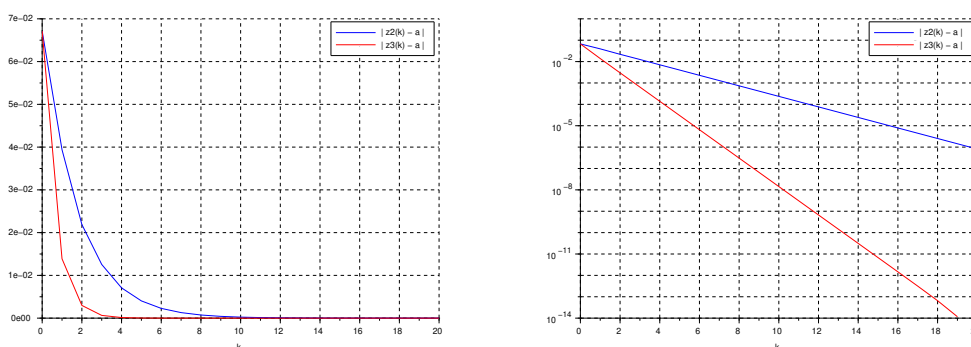 7e−02
6e−02
5e−02
4e−02
3e−02
2e−02
1e−02
0e00
0 2 4 6 8 10 12 14 16 18 20
| z2(k) − a |
| z3(k) − a |
10−2
10−5
10−8
10−11
10−14
0 2 4 6 8 10 12 14 16 18
| z2(k) − a |
| z3(k) − a |